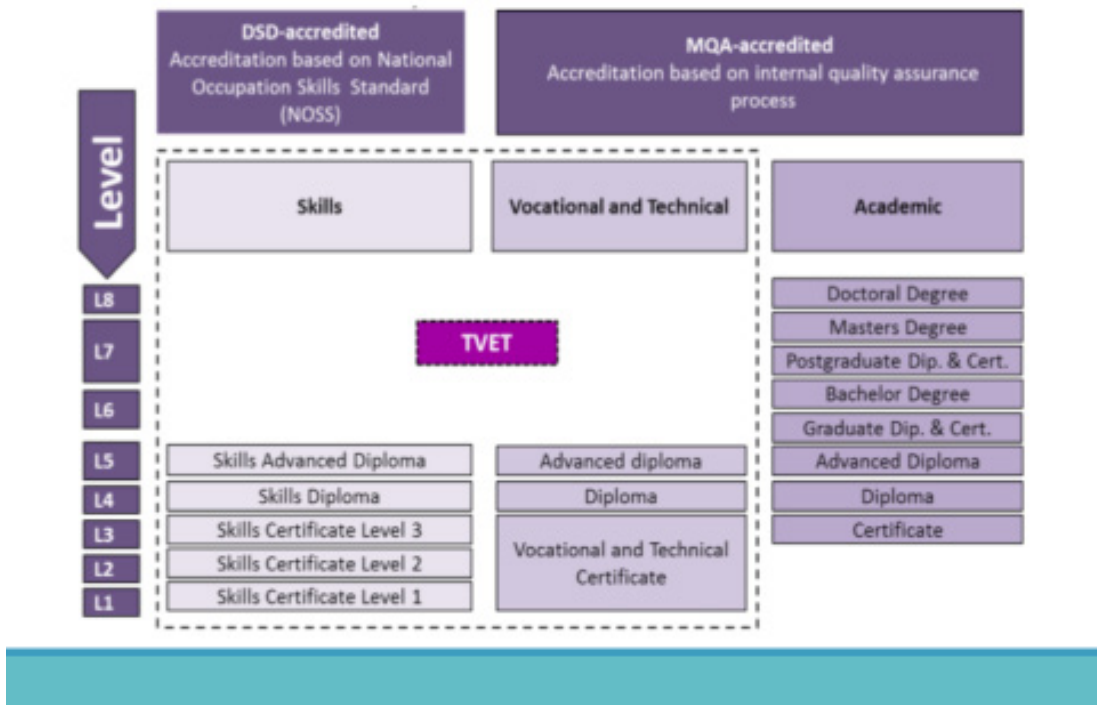 DSD-accredited
Accreditation based on National
Occupation Skills Standard
(NOSS)
MQA-accredited
Accreditation based on internal quality assurance
process
Level
Skills
Vocational and Technical
Academic
L8
Doctoral Degree
L7
TVET
Masters Degree
Postgraduate Dip. & Cert.
L6
Bachelor Degree
Graduate Dip. & Cert.
L5
Skills Advanced Diploma
Advanced diploma
Advanced Diploma
L4
Skills Diploma
Diploma
Diploma
L3
Skills Certificate Level 3
Vocational and Technical
Certificate
Certificate
L2
Skills Certificate Level 2
L1
Skills Certificate Level 1